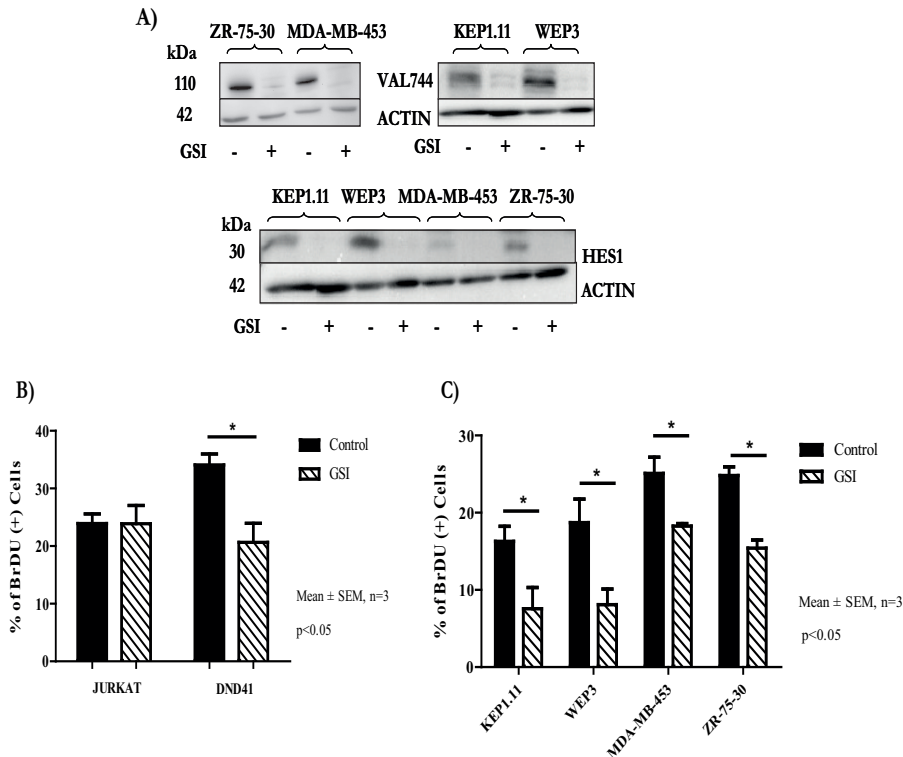 A)
ZR-75-30 MDA-MB-453
kDa
110
42
GSI - + - +
VAL744
ACTIN
KEP1.11 WEP3
GSI - + - +
KEP1.11 WEP3 MDA-MB-453 ZR-75-30
kDa
30
HES1
42
ACTIN
GSI - + - + - + - +
B)
% of BrDU (+) Cells
40
30
20
10
0
*
JURKAT DND41
Control
GSI
Mean ± SEM, n=3
p<0.05
C)
% of BrDU (+) Cells
30
20
10
0
* * * *
KEP1.11 WEP3 MDA-MB-453 ZR-75-30
Control
GSI
Mean ± SEM, n=3
p<0.05